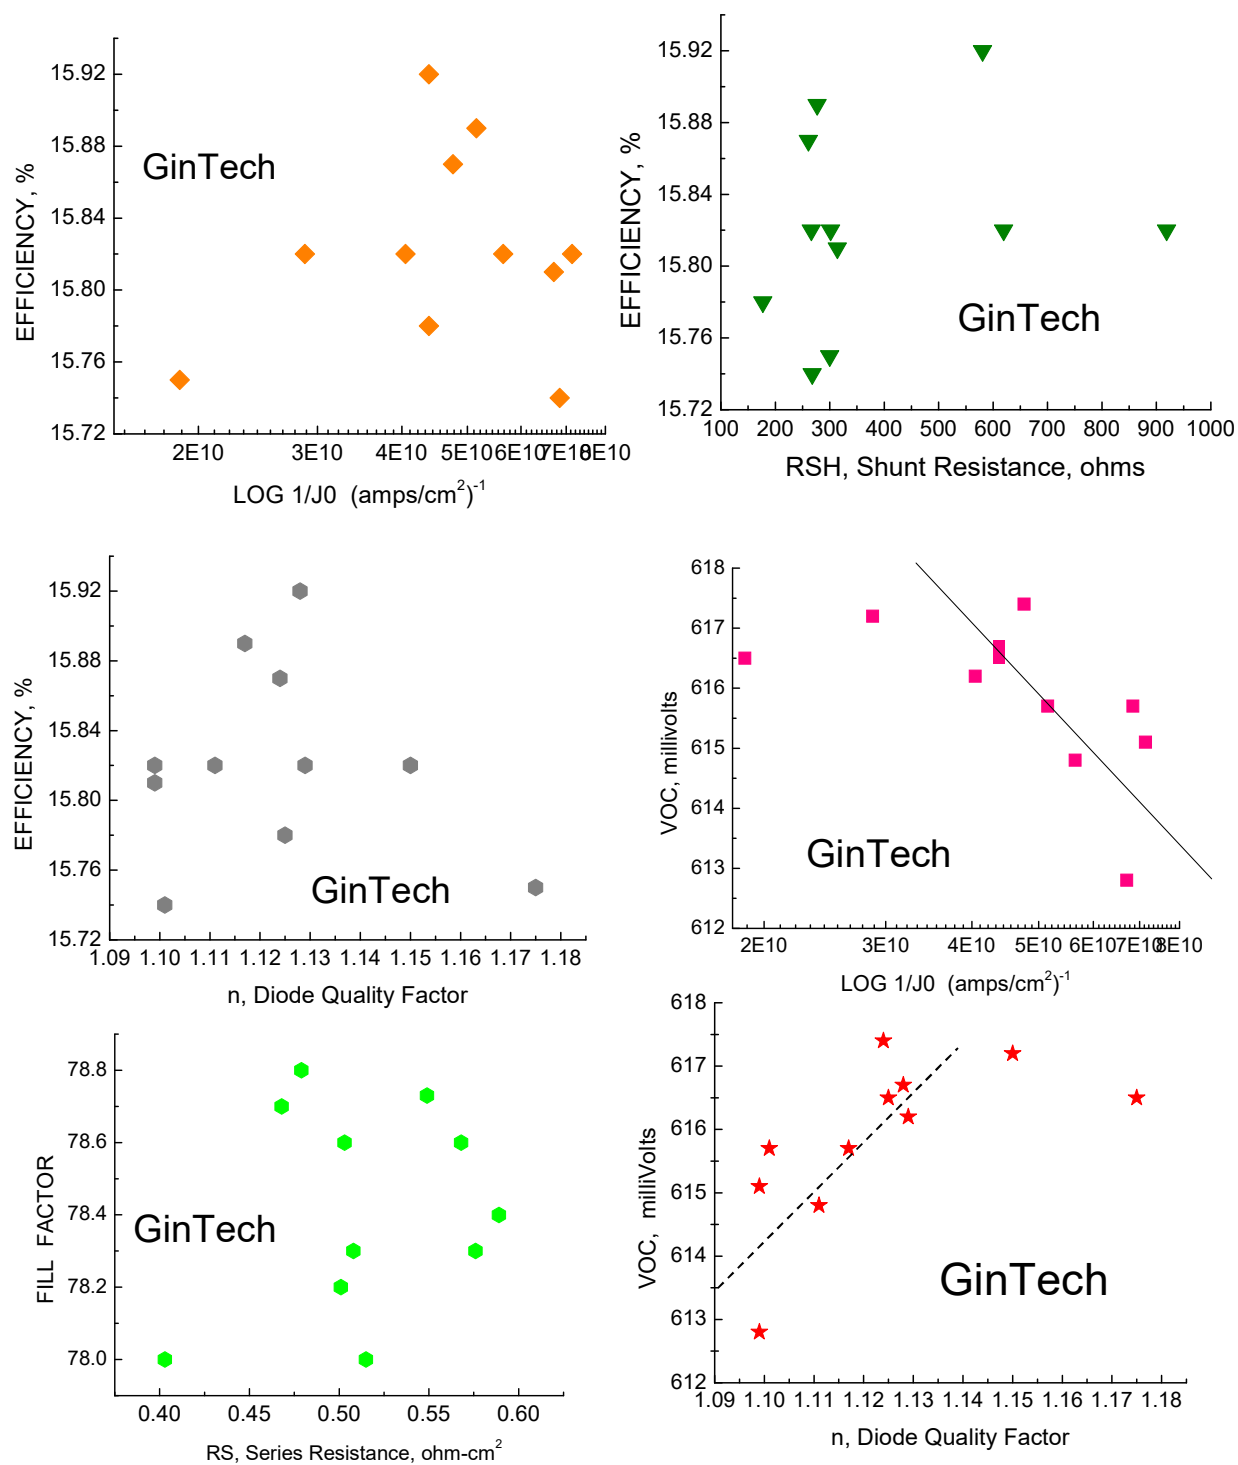 15.92
15.88
15.84
15.80
15.76
15.72
EFFICIENCY, %
GinTech
2E10 3E10 4E10 5E10 6E10 7E10 8E10
LOG 1/J0 (amps/cm²)⁻¹
15.92
15.88
15.84
15.80
15.76
15.72
EFFICIENCY, %
GinTech
100 200 300 400 500 600 700 800 900 1000
RSH, Shunt Resistance, ohms
15.92
15.88
15.84
15.80
15.76
15.72
EFFICIENCY, %
GinTech
1.09 1.10 1.11 1.12 1.13 1.14 1.15 1.16 1.17 1.18
n, Diode Quality Factor
618
617
616
615
614
613
612
VOC, millivolts
GinTech
2E10 3E10 4E10 5E10 6E10 7E10 8E10
LOG 1/J0 (amps/cm²)⁻¹
78.8
78.6
78.4
78.2
78.0
FILL FACTOR
GinTech
0.40 0.45 0.50 0.55 0.60
RS, Series Resistance, ohm-cm²
618
617
616
615
614
613
612
VOC, milliVolts
GinTech
1.09 1.10 1.11 1.12 1.13 1.14 1.15 1.16 1.17 1.18
n, Diode Quality Factor